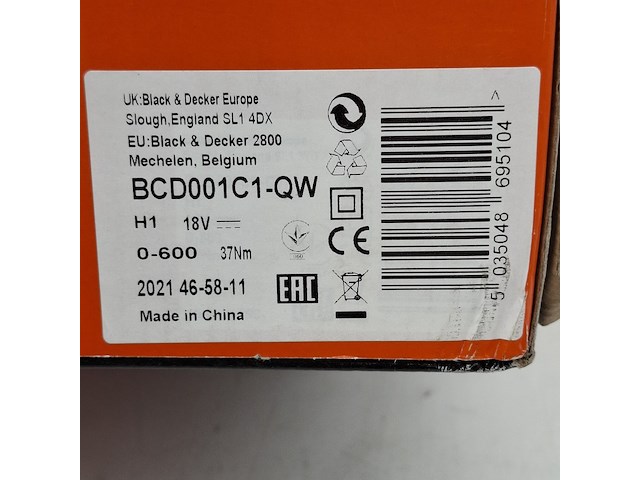 UK:Black & Decker Europe
Slough,England SL1 4DX
EU:Black & Decker 2800
Mechelen, Belgium
BCD001C1-QW
H1 18V
0-600 37Nm
2021 46-58-11
Made in China
CE
EAC
5 035048 695104 >